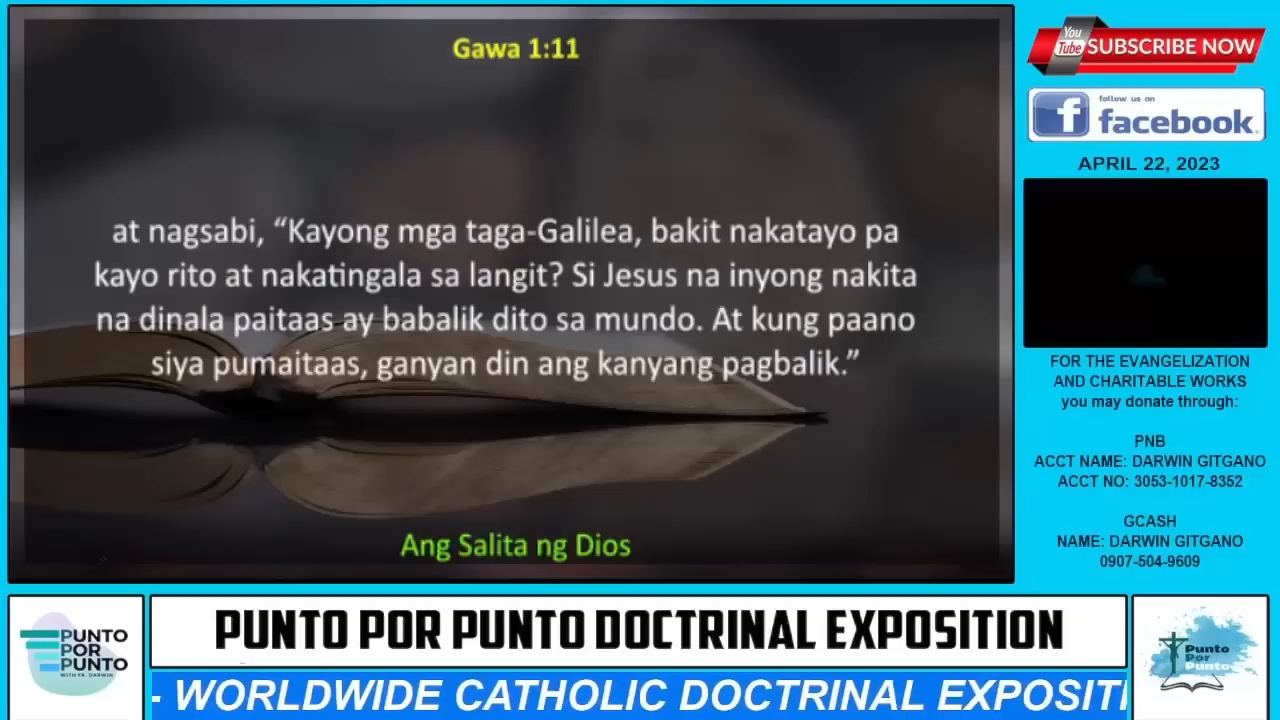 Gawa 1:11
at nagsabi, “Kayong mga taga-Galilea, bakit nakatayo pa
kayo rito at nakatingala sa langit? Si Jesus na inyong nakita
na dinala paitaas ay babalik dito sa mundo. At kung paano
siya pumaitaas, ganyan din ang kanyang pagbalik.”
Ang Salita ng Dios
You
Tube
SUBSCRIBE NOW
follow us on
facebook.
APRIL 22, 2023
FOR THE EVANGELIZATION
AND CHARITABLE WORKS
you may donate through:
PNB
ACCT NAME: DARWIN GITGANO
ACCT NO: 3053-1017-8352
GCASH
NAME: DARWIN GITGANO
0907-504-9609
PUNTO
POR
PUNTO
WITH FR. DARWIN
PUNTO POR PUNTO DOCTRINAL EXPOSITION
- WORLDWIDE CATHOLIC DOCTRINAL EXPOSITI
Punto
Por
Punto